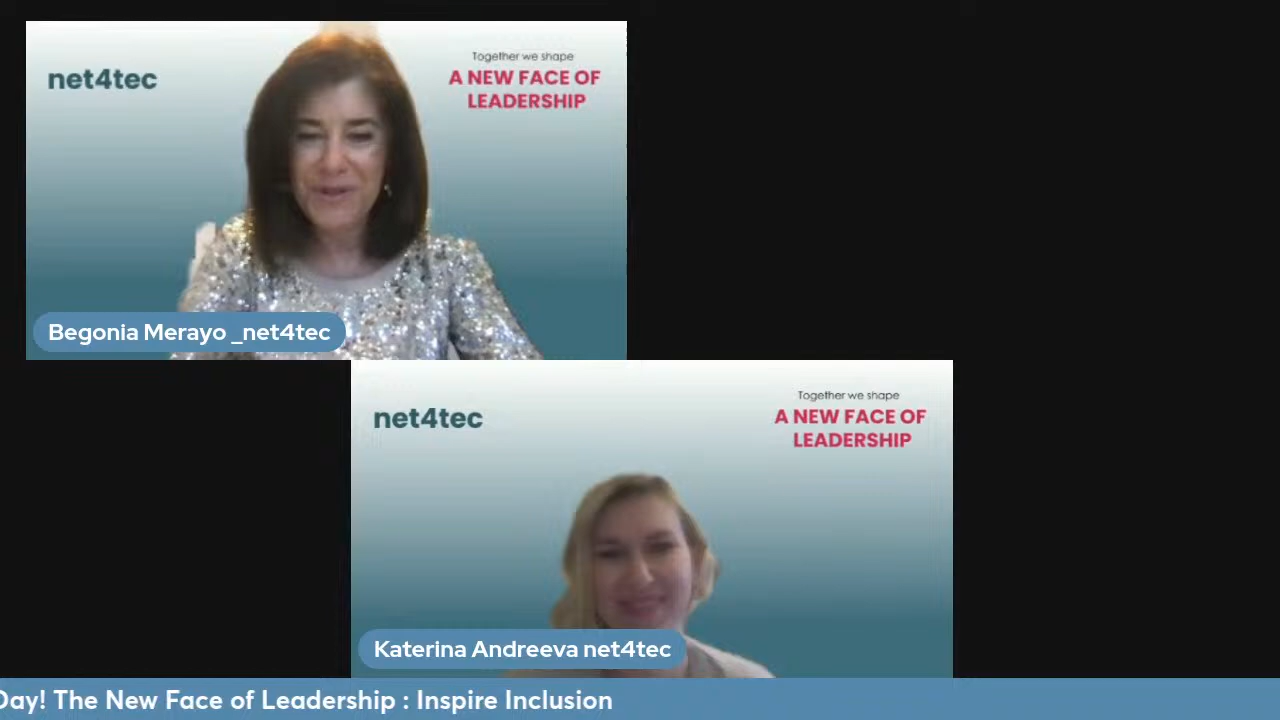 net4tec
Together we shape
A NEW FACE OF
LEADERSHIP
Begonia Merayo _net4tec
net4tec
Together we shape
A NEW FACE OF
LEADERSHIP
Katerina Andreeva net4tec
Day! The New Face of Leadership : Inspire Inclusion